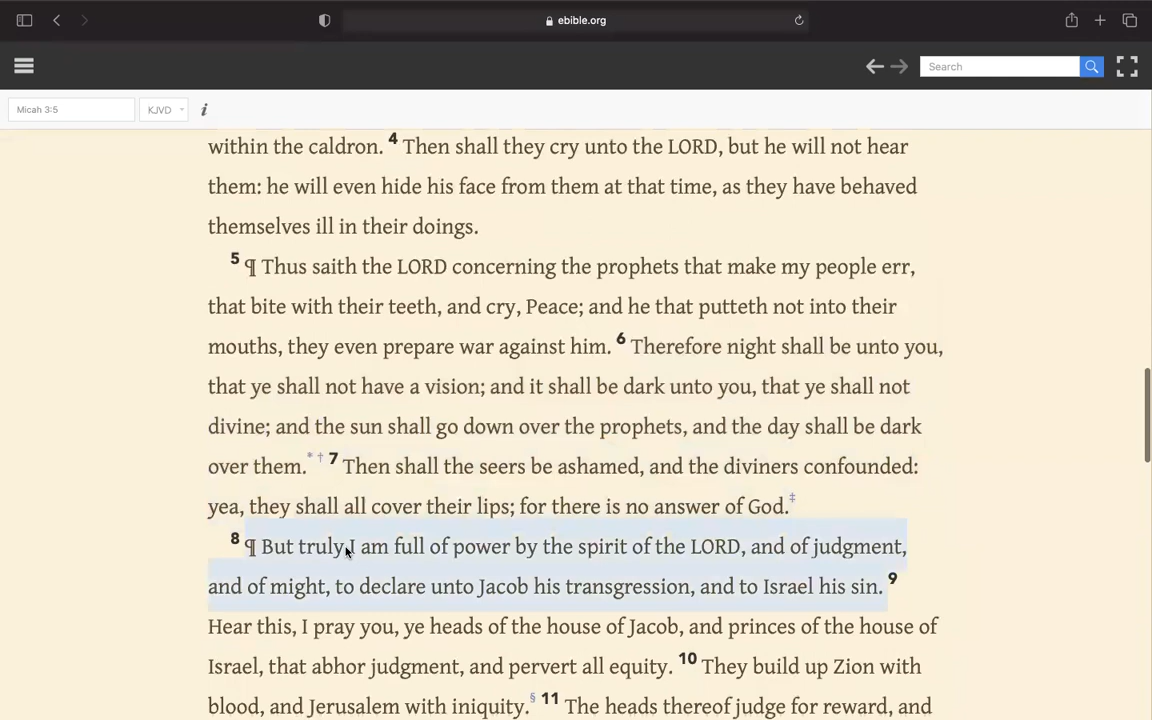 ebible.org
Search
Micah 3:5 KJVD i
within the caldron. 4 Then shall they cry unto the LORD, but he will not hear
them: he will even hide his face from them at that time, as they have behaved
themselves ill in their doings.
5 ¶ Thus saith the LORD concerning the prophets that make my people err,
that bite with their teeth, and cry, Peace; and he that putteth not into their
mouths, they even prepare war against him. 6 Therefore night shall be unto you,
that ye shall not have a vision; and it shall be dark unto you, that ye shall not
divine; and the sun shall go down over the prophets, and the day shall be dark
over them. * † 7 Then shall the seers be ashamed, and the diviners confounded:
yea, they shall all cover their lips; for there is no answer of God. ‡
8 ¶ But truly I am full of power by the spirit of the LORD, and of judgment,
and of might, to declare unto Jacob his transgression, and to Israel his sin. 9
Hear this, I pray you, ye heads of the house of Jacob, and princes of the house of
Israel, that abhor judgment, and pervert all equity. 10 They build up Zion with
blood, and Jerusalem with iniquity. § 11 The heads thereof judge for reward, and